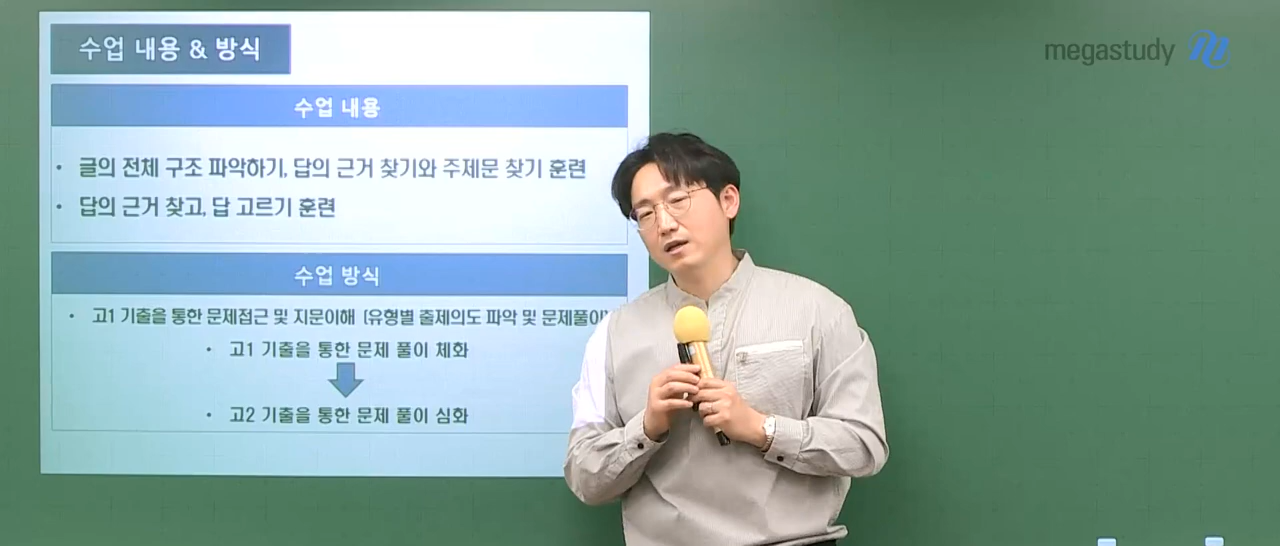 수업 내용 & 방식
megastudy
수업 내용
• 글의 전체 구조 파악하기, 답의 근거 찾기와 주제문 찾기 훈련
• 답의 근거 찾고, 답 고르기 훈련
수업 방식
• 고1 기출을 통한 문제접근 및 지문이해 (유형별 출제의도 파악 및 문제풀이)
• 고1 기출을 통한 문제 풀이 체화
• 고2 기출을 통한 문제 풀이 심화